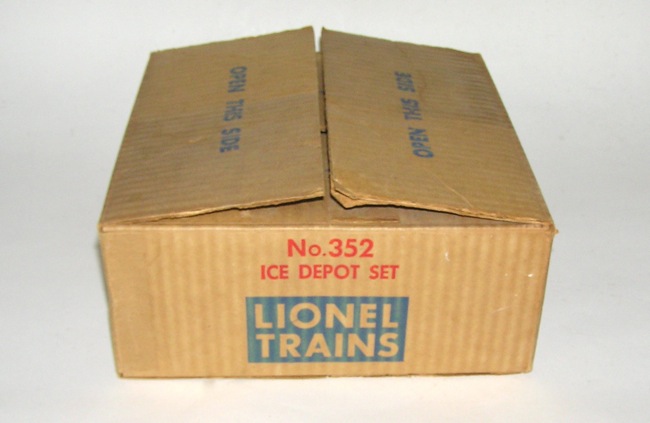 OPEN THIS SIDE
OPEN THIS SIDE
No.352
ICE DEPOT SET
LIONEL
TRAINS